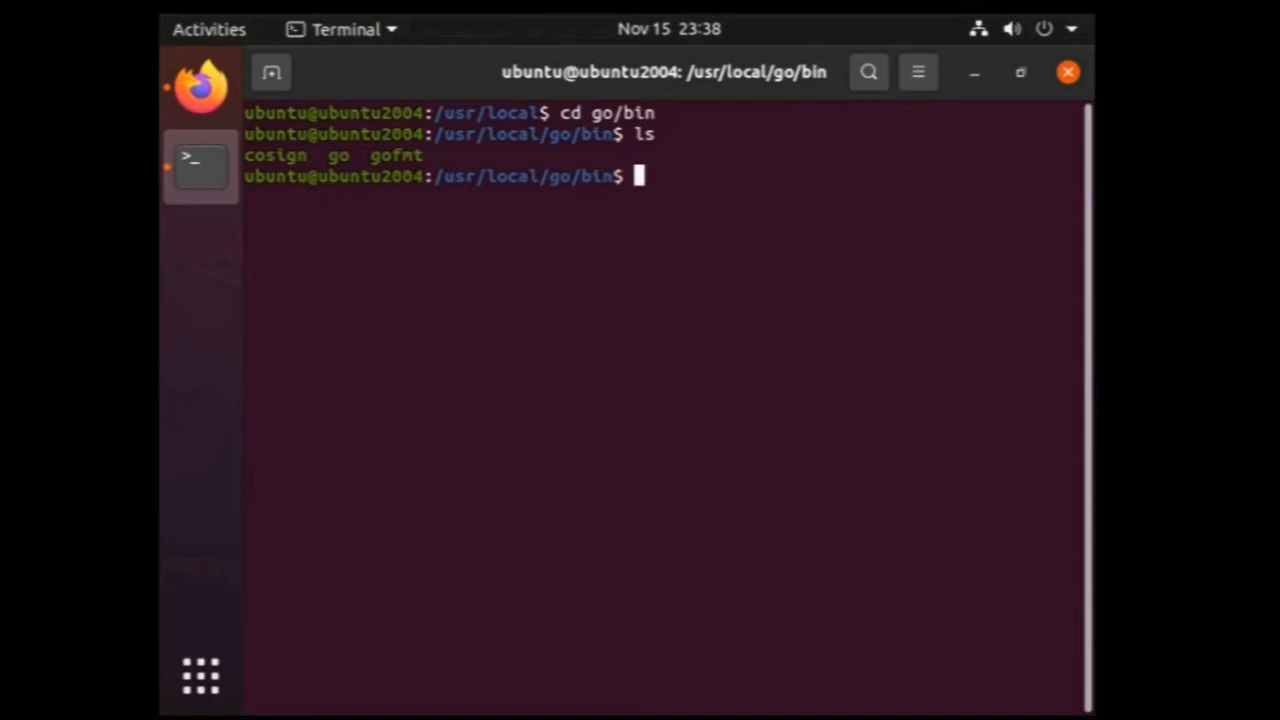 Activities Terminal Nov 15 23:38
ubuntu@ubuntu2004: /usr/local/go/bin
ubuntu@ubuntu2004:/usr/local$ cd go/bin
ubuntu@ubuntu2004:/usr/local/go/bin$ ls
cosign go gofmt
ubuntu@ubuntu2004:/usr/local/go/bin$
>_